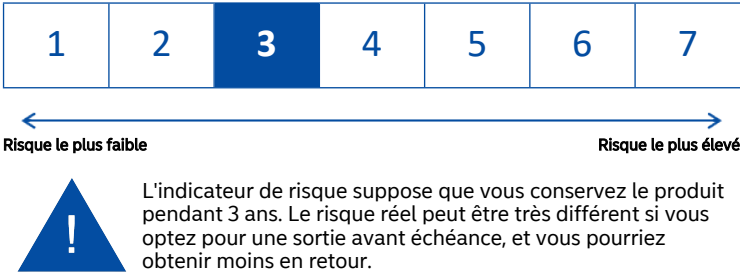 1 2 3 4 5 6 7
Risque le plus faible Risque le plus élevé
L'indicateur de risque suppose que vous conservez le produit
pendant 3 ans. Le risque réel peut être très différent si vous
optez pour une sortie avant échéance, et vous pourriez
obtenir moins en retour.
!